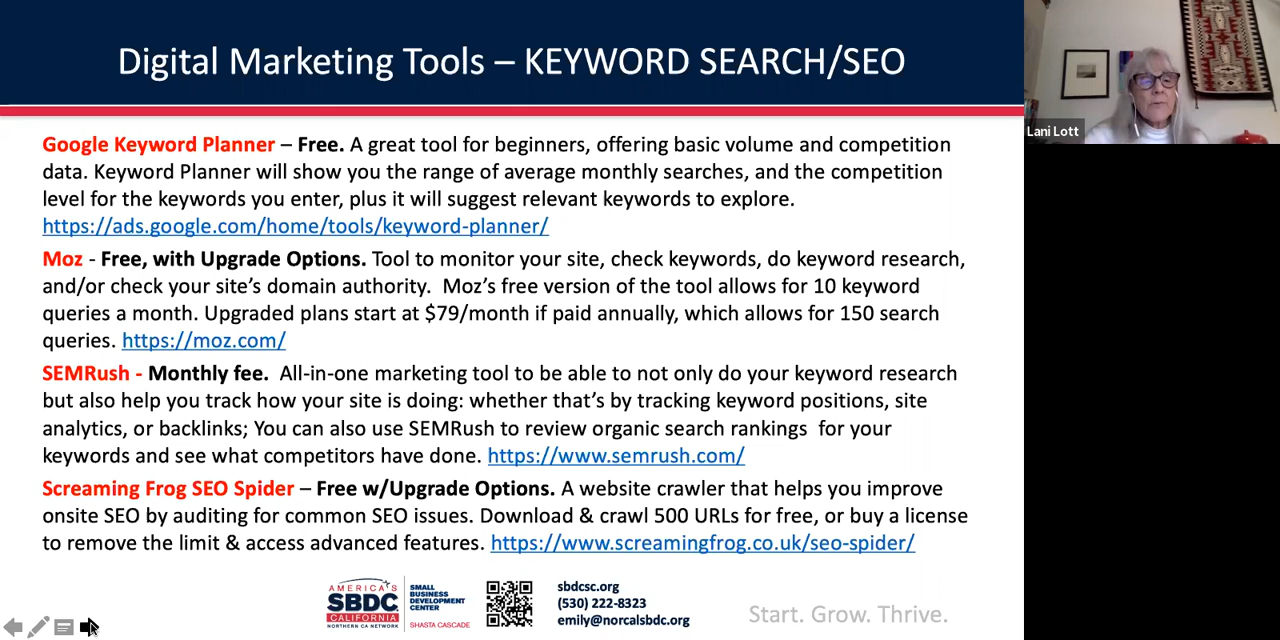 Digital Marketing Tools – KEYWORD SEARCH/SEO
Lani Lott
Google Keyword Planner – Free. A great tool for beginners, offering basic volume and competition
data. Keyword Planner will show you the range of average monthly searches, and the competition
level for the keywords you enter, plus it will suggest relevant keywords to explore.
https://ads.google.com/home/tools/keyword-planner/
Moz - Free, with Upgrade Options. Tool to monitor your site, check keywords, do keyword research,
and/or check your site’s domain authority.  Moz’s free version of the tool allows for 10 keyword
queries a month. Upgraded plans start at $79/month if paid annually, which allows for 150 search
queries. https://moz.com/
SEMRush - Monthly fee.  All-in-one marketing tool to be able to not only do your keyword research
but also help you track how your site is doing: whether that’s by tracking keyword positions, site
analytics, or backlinks; You can also use SEMRush to review organic search rankings  for your
keywords and see what competitors have done. https://www.semrush.com/
Screaming Frog SEO Spider – Free w/Upgrade Options. A website crawler that helps you improve
onsite SEO by auditing for common SEO issues. Download & crawl 500 URLs for free, or buy a license
to remove the limit & access advanced features. https://www.screamingfrog.co.uk/seo-spider/
AMERICA'S
SBDC
CALIFORNIA
NORTHERN CA NETWORK
SMALL
BUSINESS
DEVELOPMENT
CENTER
SHASTA CASCADE
sbdcsc.org
(530) 222-8323
emily@norcalsbdc.org
Start. Grow. Thrive.